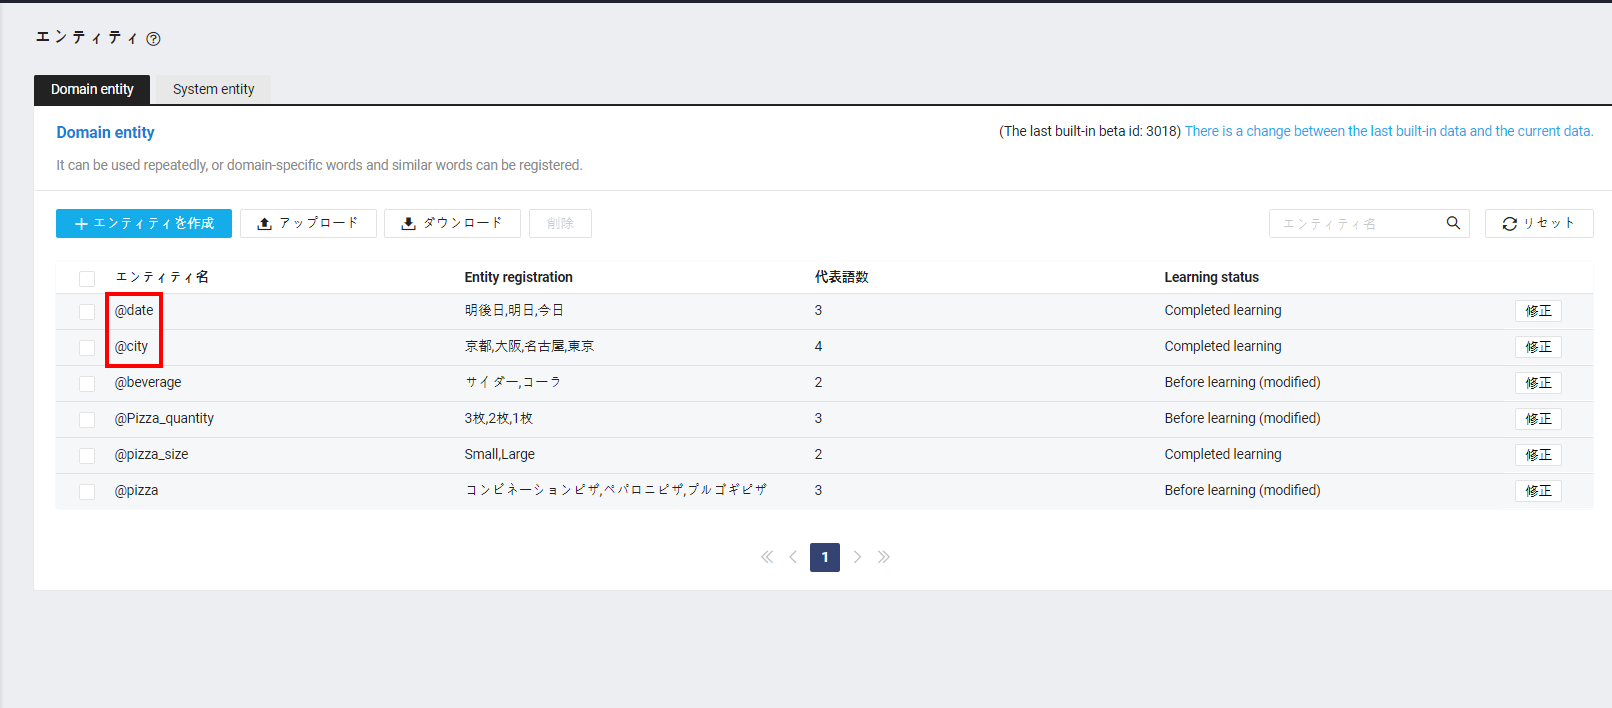 エンティティ ?
Domain entity System entity
Domain entity (The last built-in beta id: 3018) There is a change between the last built-in data and the current data.
It can be used repeatedly, or domain-specific words and similar words can be registered.
エンティティを作成 アップロード ダウンロード 削除 エンティティ名 リセット
エンティティ名 Entity registration 代表語数 Learning status
@date 明後日,明日,今日 3 Completed learning 修正
@city 京都,大阪,名古屋,東京 4 Completed learning 修正
@beverage サイダー,コーラ 2 Before learning (modified) 修正
@Pizza_quantity 3枚,2枚,1枚 3 Before learning (modified) 修正
@pizza_size Small,Large 2 Completed learning 修正
@pizza コンビネーションピザ,ペパロニピザ,プルゴギピザ 3 Before learning (modified) 修正
1